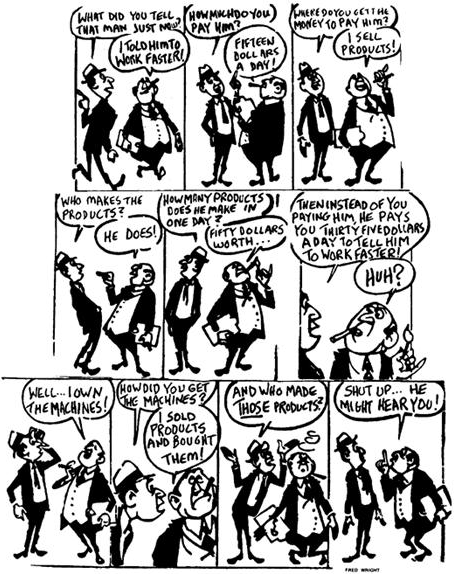 WHAT DID YOU TELL
THAT MAN JUST NOW?
I TOLD HIM TO
WORK FASTER!
HOW MUCH DO YOU
PAY HIM?
FIFTEEN
DOLLARS
A DAY!
WHERE DO YOU GET THE
MONEY TO PAY HIM?
I SELL
PRODUCTS!
WHO MAKES THE
PRODUCTS?
HE DOES!
HOW MANY PRODUCTS
DOES HE MAKE IN
ONE DAY?
FIFTY DOLLARS
WORTH...
THEN INSTEAD OF YOU
PAYING HIM, HE PAYS
YOU THIRTY FIVE DOLLARS
A DAY TO TELL HIM
TO WORK FASTER!
HUH?
WELL... I OWN
THE MACHINES!
HOW DID YOU GET
THE MACHINES?
I SOLD
PRODUCTS
AND BOUGHT
THEM!
AND WHO MADE
THOSE PRODUCTS?
SHUT UP... HE
MIGHT HEAR YOU!
FRED WRIGHT